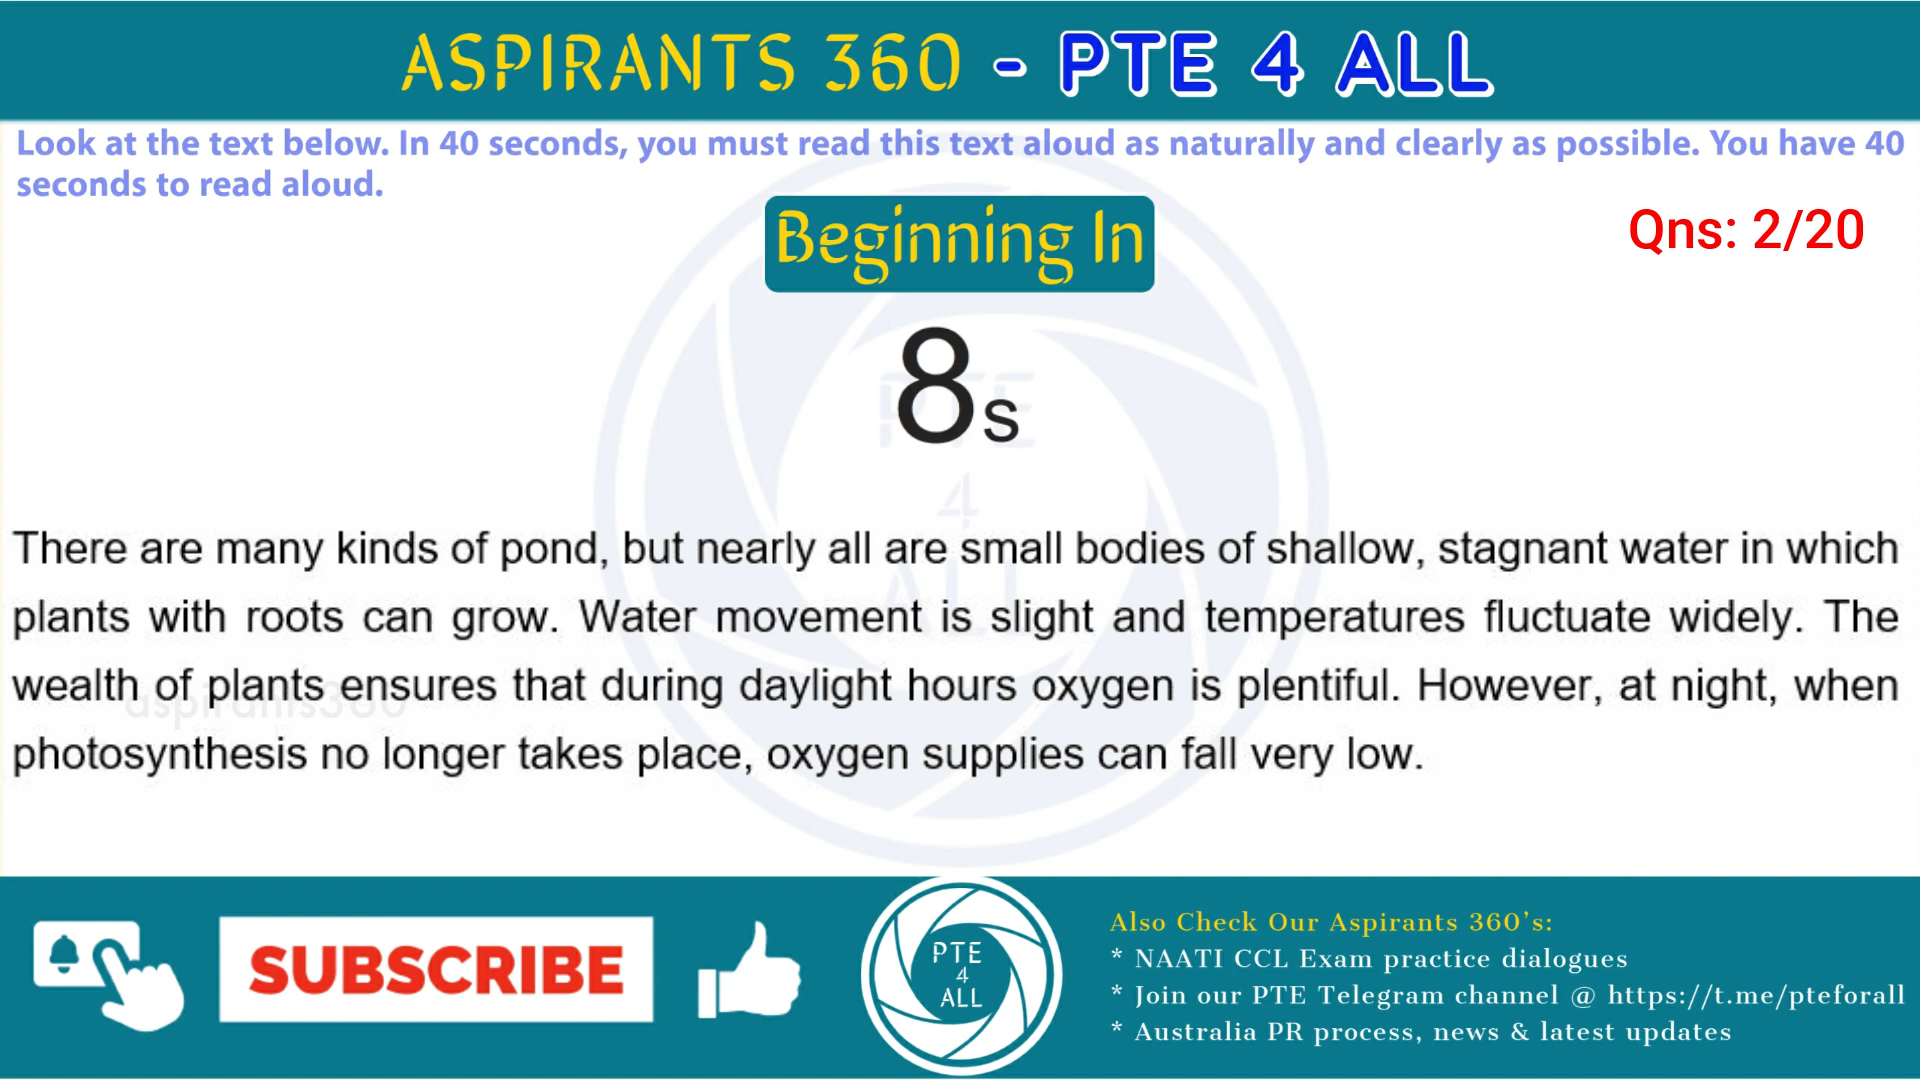 ASPIRANTS 360 - PTE 4 ALL
Look at the text below. In 40 seconds, you must read this text aloud as naturally and clearly as possible. You have 40
seconds to read aloud.
Beginning In
Qns: 2/20
8s
PTE
4
ALL
There are many kinds of pond, but nearly all are small bodies of shallow, stagnant water in which
plants with roots can grow. Water movement is slight and temperatures fluctuate widely. The
wealth of plants ensures that during daylight hours oxygen is plentiful. However, at night, when
aspirants360
photosynthesis no longer takes place, oxygen supplies can fall very low.
SUBSCRIBE
PTE
4
ALL
Also Check Our Aspirants 360's:
* NAATI CCL Exam practice dialogues
* Join our PTE Telegram channel @ https://t.me/pteforall
* Australia PR process, news & latest updates